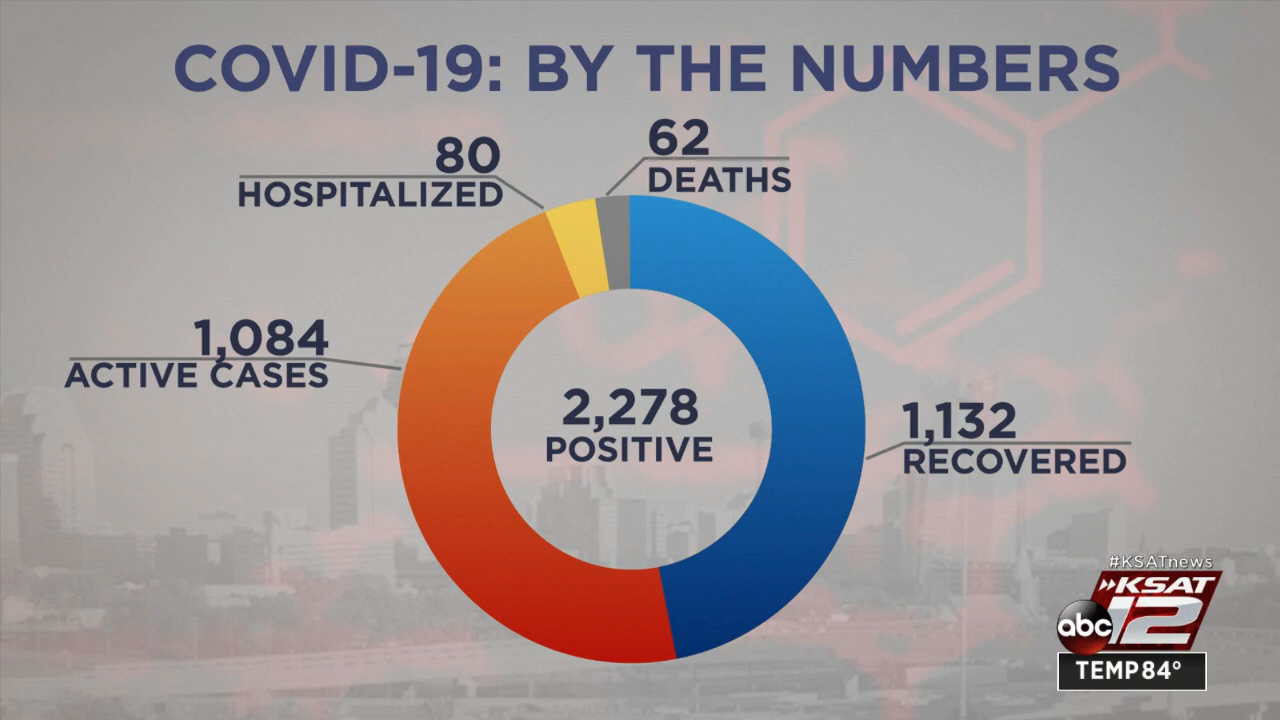 COVID-19: BY THE NUMBERS
80
HOSPITALIZED
62
DEATHS
1,084
ACTIVE CASES
2,278
POSITIVE
1,132
RECOVERED
#KSATnews
KSAT
abc 12
TEMP 84°